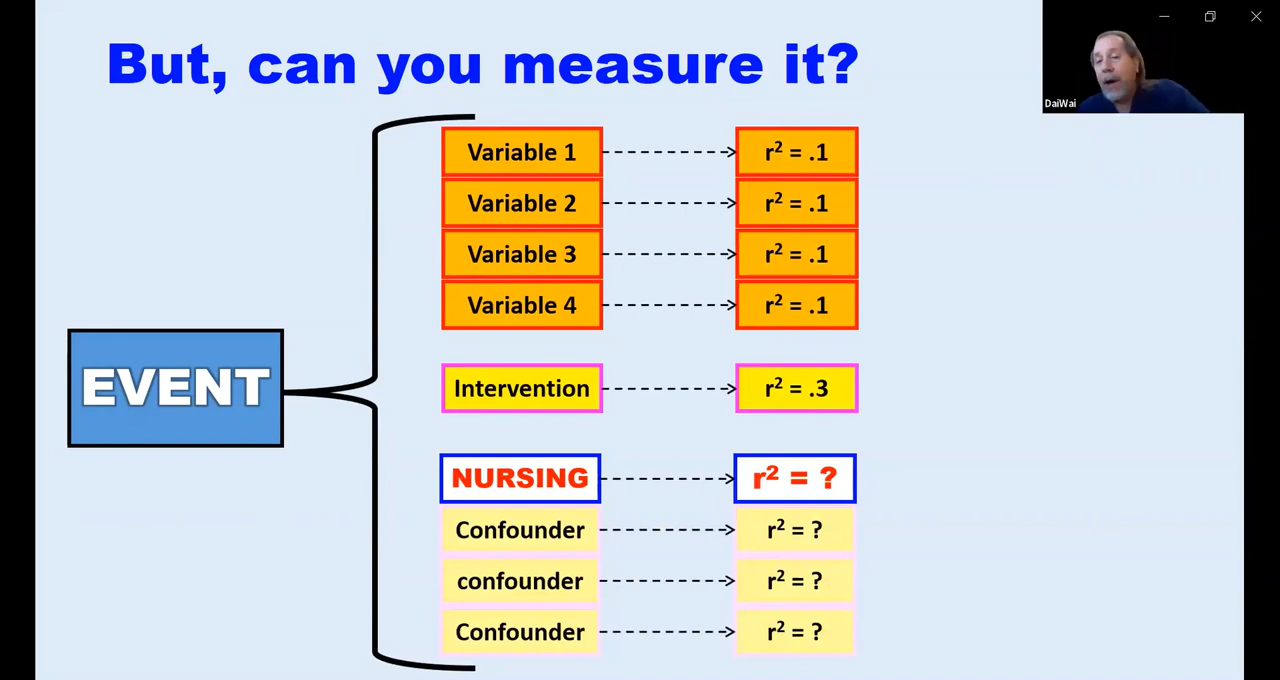 But, can you measure it?
DaiWai
Variable 1 r² = .1
Variable 2 r² = .1
Variable 3 r² = .1
Variable 4 r² = .1
EVENT
Intervention r² = .3
NURSING r² = ?
Confounder r² = ?
confounder r² = ?
Confounder r² = ?